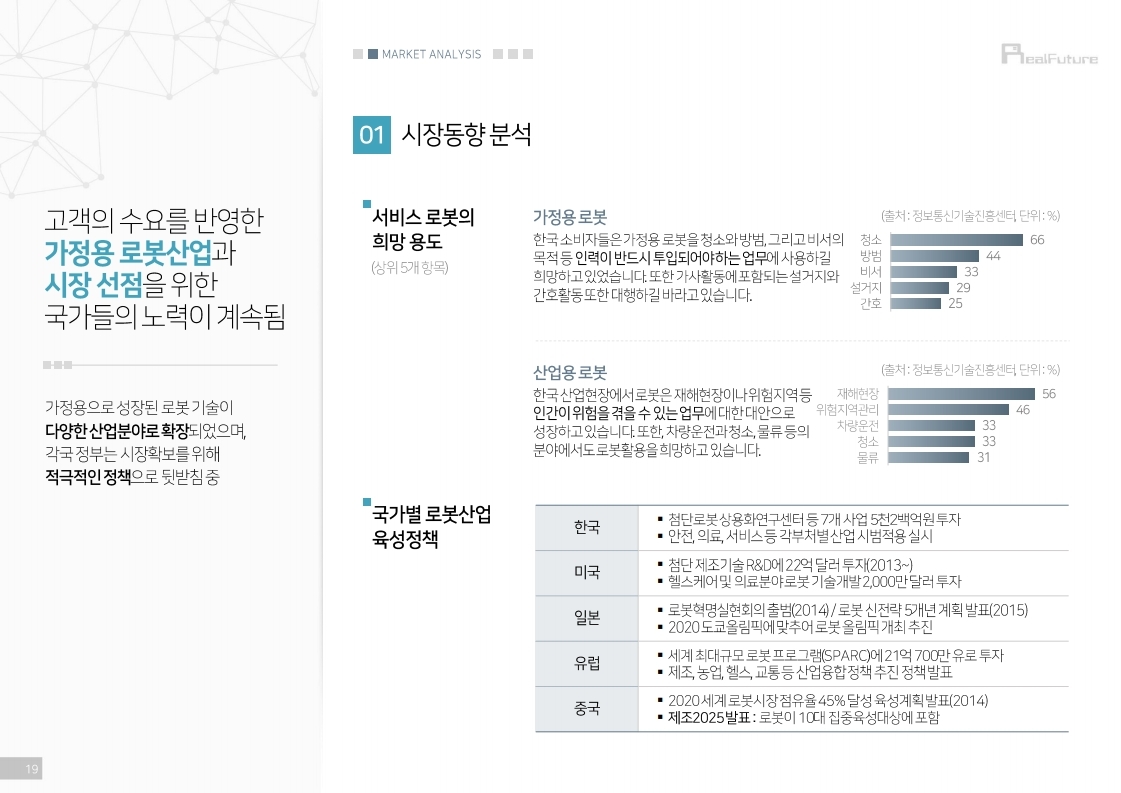 MARKET ANALYSIS
RealFuture
고객의 수요를 반영한
가정용 로봇산업과
시장 선점을 위한
국가들의 노력이 계속됨
가정용으로 성장된 로봇 기술이
다양한 산업분야로 확장되었으며,
각국 정부는 시장확보를 위해
적극적인 정책으로 뒷받침 중
19
01 시장동향 분석
서비스 로봇의
희망 용도
(상위 5개 항목)
가정용 로봇
한국 소비자들은 가정용 로봇을 청소와 방범, 그리고 비서의
목적 등 인력이 반드시 투입되어야하는 업무에 사용하길
희망하고 있었습니다. 또한 가사활동에 포함되는 설거지와
간호활동 또한 대행하길 바라고 있습니다.
(출처 : 정보통신기술진흥센터, 단위 : %)
청소 66
방범 44
비서 33
설거지 29
간호 25
산업용 로봇
한국 산업현장에서 로봇은 재해현장이나 위험지역 등
인간이 위험을 겪을 수 있는 업무에 대한 대안으로
성장하고 있습니다. 또한, 차량운전과 청소, 물류 등의
분야에서도 로봇활용을 희망하고 있습니다.
(출처 : 정보통신기술진흥센터, 단위 : %)
재해현장 56
위험지역관리 46
차량운전 33
청소 33
물류 31
국가별 로봇산업
육성정책
한국
▪ 첨단로봇 상용화연구센터 등 7개 사업 5천2백억원 투자
▪ 안전, 의료, 서비스 등 각 부처별 산업 시범적용 실시
미국
▪ 첨단 제조기술 R&D에 22억 달러 투자(2013~)
▪ 헬스케어 및 의료분야 로봇 기술개발 2,000만 달러 투자
일본
▪ 로봇혁명실현회의 출범(2014) / 로봇 신전략 5개년 계획 발표(2015)
▪ 2020 도쿄올림픽에 맞추어 로봇 올림픽 개최 추진
유럽
▪ 세계 최대규모 로봇 프로그램(SPARC)에 21억 700만 유로 투자
▪ 제조, 농업, 헬스, 교통 등 산업융합 정책 추진 정책 발표
중국
▪ 2020 세계 로봇시장 점유율 45% 달성 육성계획 발표(2014)
▪ 제조2025 발표 : 로봇이 10대 집중육성대상에 포함